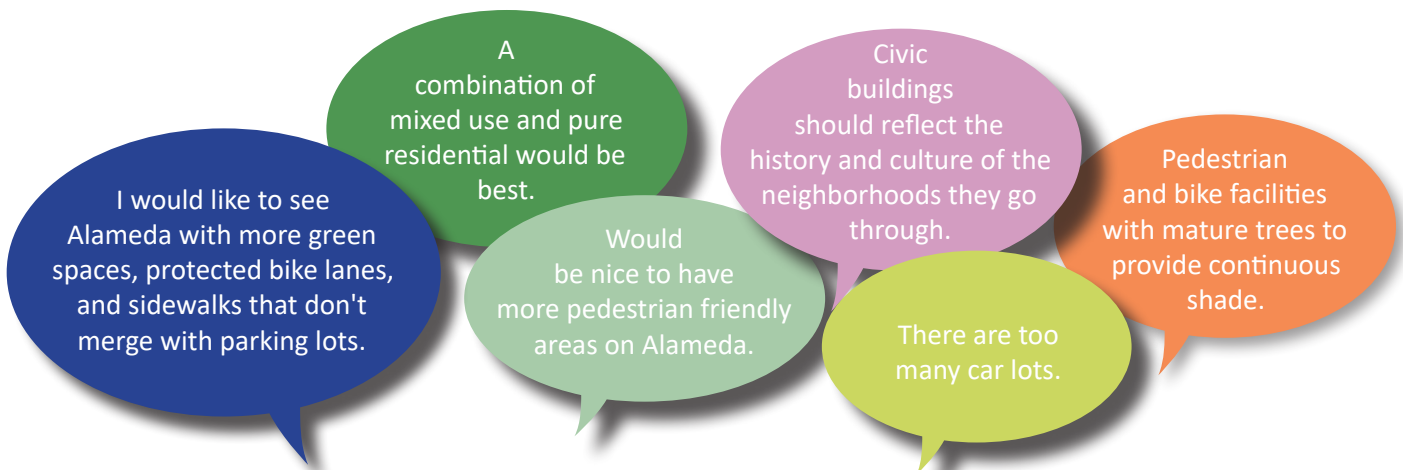 I would like to see
Alameda with more green
spaces, protected bike lanes,
and sidewalks that don't
merge with parking lots.
A
combination of
mixed use and pure
residential would be
best.
Would
be nice to have
more pedestrian friendly
areas on Alameda.
Civic
buildings
should reflect the
history and culture of the
neighborhoods they go
through.
There are too
many car lots.
Pedestrian
and bike facilities
with mature trees to
provide continuous
shade.